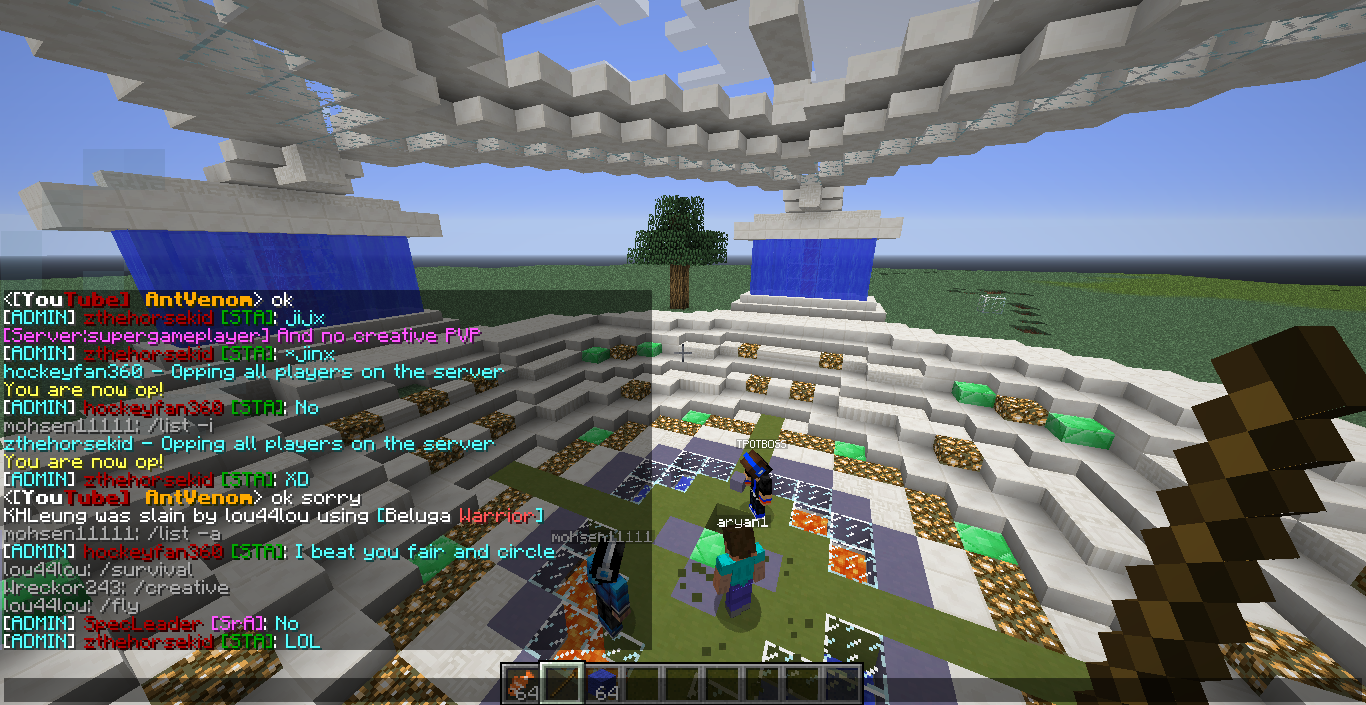 <[YouTube] AntVenom> ok
[ADMIN] zthehorsekid [STA]: jijx
[Server:supergameplayer] And no creative PVP
[ADMIN] zthehorsekid [STA]: *jinx
hockeyfan360 - Opping all players on the server
You are now op!
[ADMIN] hockeyfan360 [STA]: No
mohsen11111: /list -i
zthehorsekid - Opping all players on the server
You are now op!
[ADMIN] zthehorsekid [STA]: XD
<[YouTube] AntVenom> ok sorry
KHLeung was slain by lou44lou using [Beluga Warrior]
mohsen11111: /list -a
[ADMIN] hockeyfan360 [STA]: I beat you fair and circle
lou44lou: /survival
Wreckor243: /creative
lou44lou: /fly
[ADMIN] SpecLeader [SrA]: No
[ADMIN] zthehorsekid [STA]: LOL
TPOTBOSS
aryan1
mohsen11111
64
64